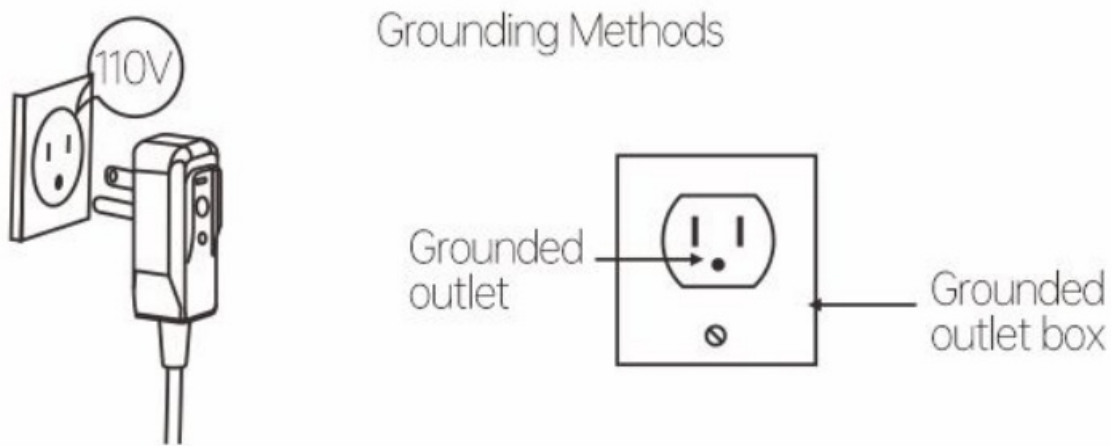 Grounding Methods
110V
Grounded
outlet
Grounded
outlet box